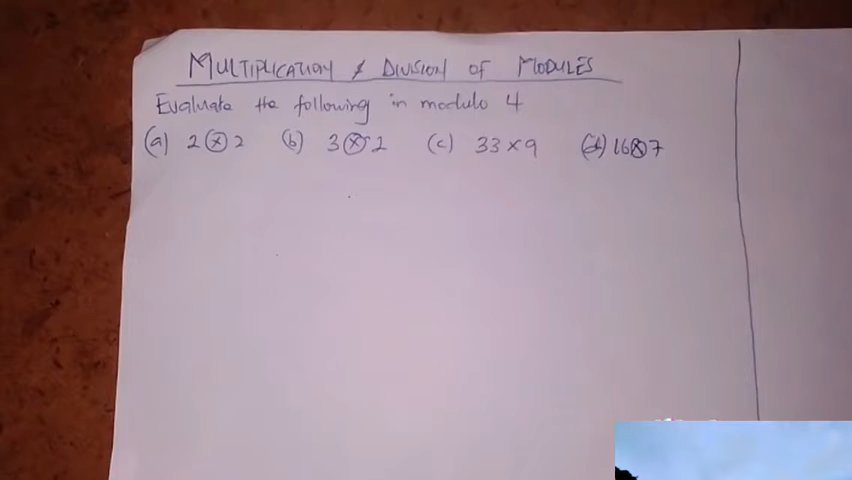 MULTIPLICATION & DIVISION OF MODULES
Evaluate the following in modulo 4
(a) 2 ⊗ 2 (b) 3 ⊗ 2 (c) 33 × 9 (d) 16 ⊗ 7